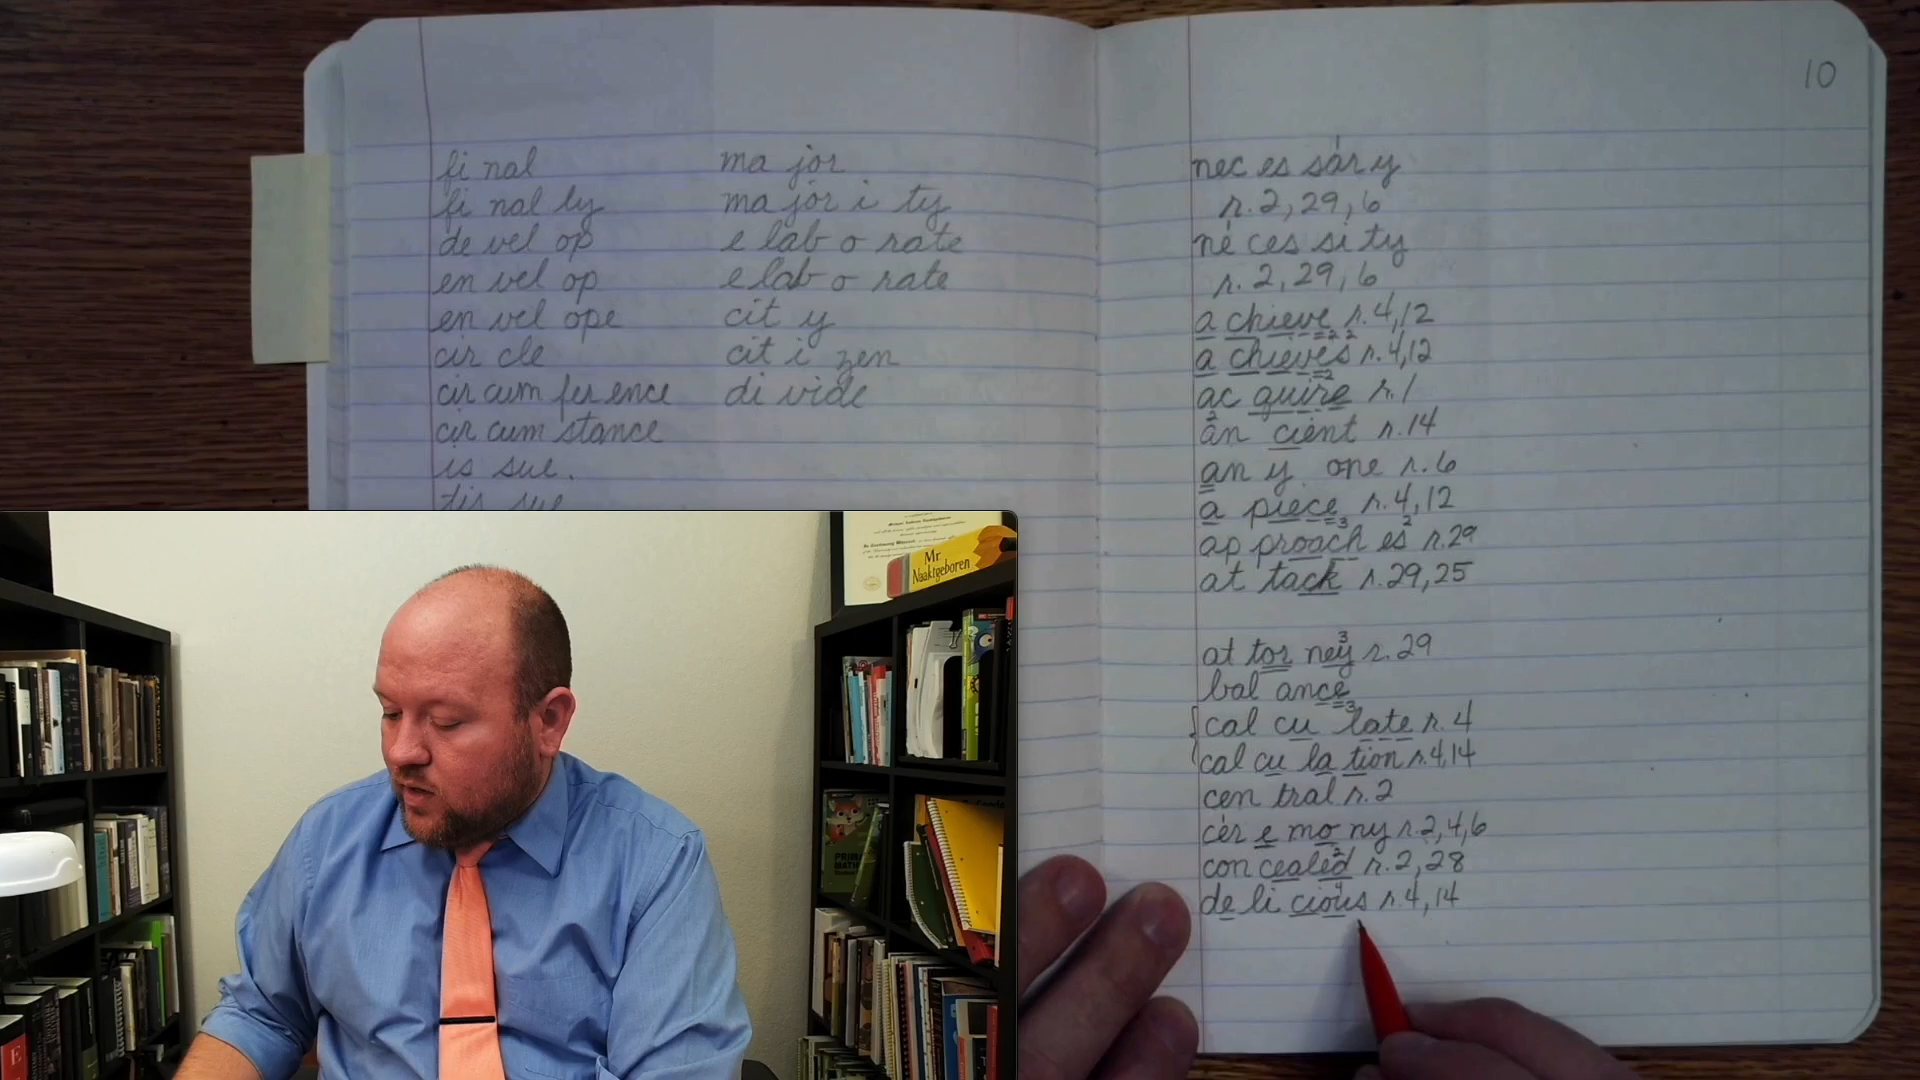 10
fi nal
fi nal ly
de vel op
en vel op
en vel ope
cir cle
cir cum fer ence
cir cum stance
is sue.
tis sue
ma jor
ma jor i ty
e lab o rate
e lab o rate
cit y
cit i zen
di vide
nec es sar y
r. 2, 29, 6
ne ces si ty
r. 2, 29, 6
a chieve r. 4, 12
a chieves r. 4, 12
ac quire r. 1
an cient r. 14
an y one r. 6
a piece r. 4, 12
ap proach es r. 29
at tack r. 29, 25
at tor ney r. 29
bal ance
cal cu late r. 4
cal cu la tion r. 4, 14
cen tral r. 2
cer e mo ny r. 2, 4, 6
con cealed r. 2, 28
de li cious r. 4, 14
Mr
Naaktgeboren